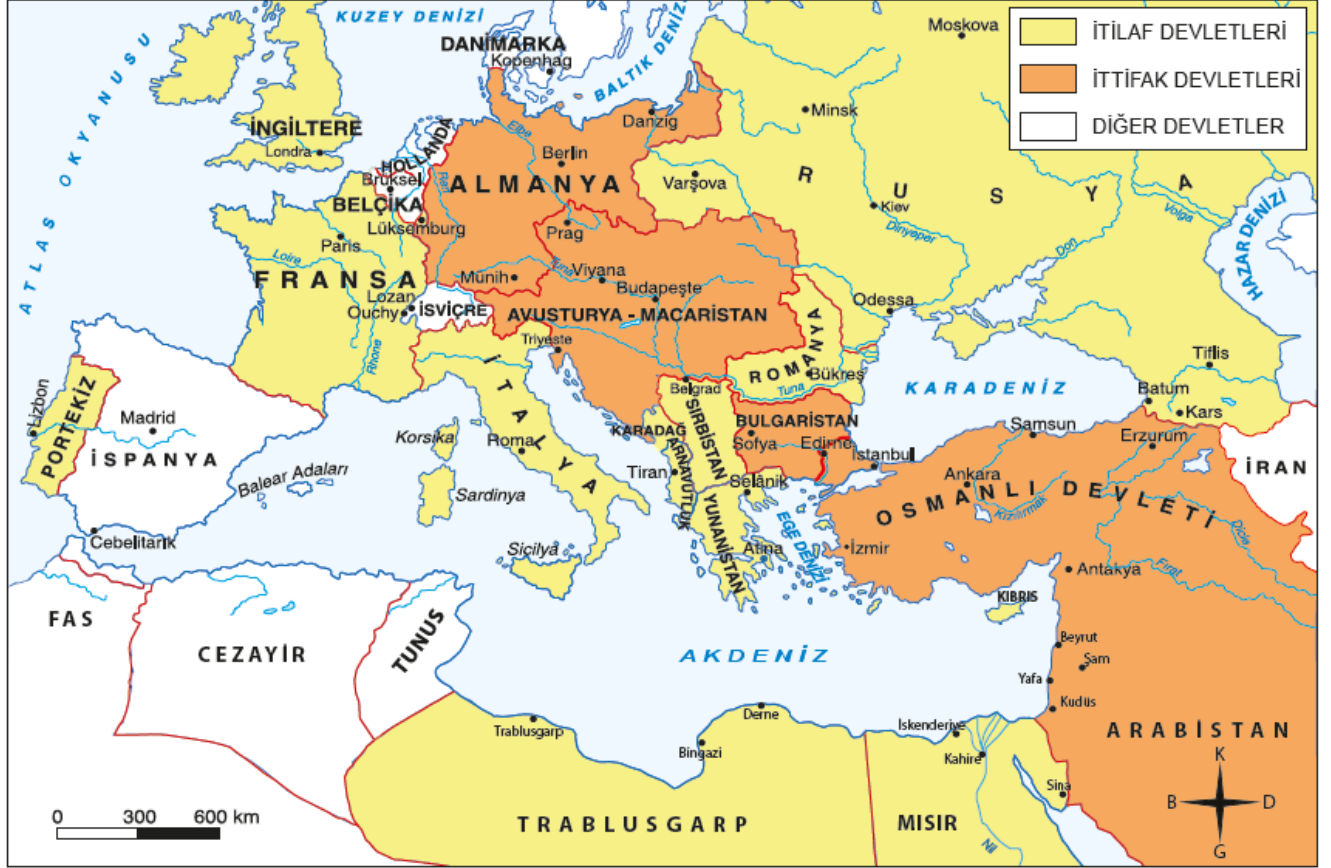 KUZEY DENİZİ
DANİMARKA
Kopenhag
BALTIK DENİZİ
Moskova
İTİLAF DEVLETLERİ
İTTİFAK DEVLETLERİ
DİĞER DEVLETLER
ATLAS OKYANUSU
İNGİLTERE
Londra
HOLLANDA
Brüksel
BELÇİKA
Lüksemburg
Ren
Elbe
Berlin
ALMANYA
Danzig
Minsk
Varşova
RUSYA
Kiev
Dinyeper
Don
Volga
HAZAR DENİZİ
Paris
Loire
FRANSA
Prag
Münih
Tuna
Viyana
Budapeşte
Lozan
Ouchy
İSVİÇRE
AVUSTURYA - MACARİSTAN
Triyeste
Rhone
Odessa
ROMANYA
Bükreş
Tuna
Belgrad
Tiflis
Batum
Kars
KARADENİZ
Lizbon
PORTEKİZ
Madrid
İSPANYA
Balear Adaları
Cebelitarık
Korsika
Roma
İTALYA
Sardinya
Sicilya
KARADAĞ
SIRBİSTAN
ARNAVUTLUK
Tiran
BULGARİSTAN
Sofya
Edirne
İstanbul
Selânik
YUNANİSTAN
Atina
EGE DENİZİ
Samsun
Erzurum
Ankara
Kızılırmak
OSMANLI DEVLETİ
İzmir
Dicle
Fırat
İRAN
Antakya
KIBRIS
Beyrut
Şam
Yafa
Kudüs
ARABİSTAN
FAS
CEZAYİR
TUNUS
AKDENİZ
Trablusgarp
Derne
Bingazi
İskenderiye
Kahire
Sina
TRABLUSGARP
MISIR
Nil
0 300 600 km
K
B D
G